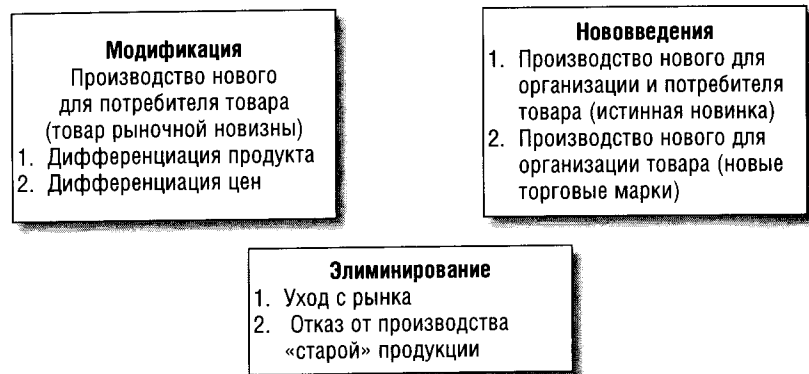 Модификация
Производство нового
для потребителя товара
(товар рыночной новизны)
1. Дифференциация продукта
2. Дифференциация цен
Нововведения
1. Производство нового для
организации и потребителя
товара (истинная новинка)
2. Производство нового для
организации товара (новые
торговые марки)
Элиминирование
1. Уход с рынка
2. Отказ от производства
«старой» продукции